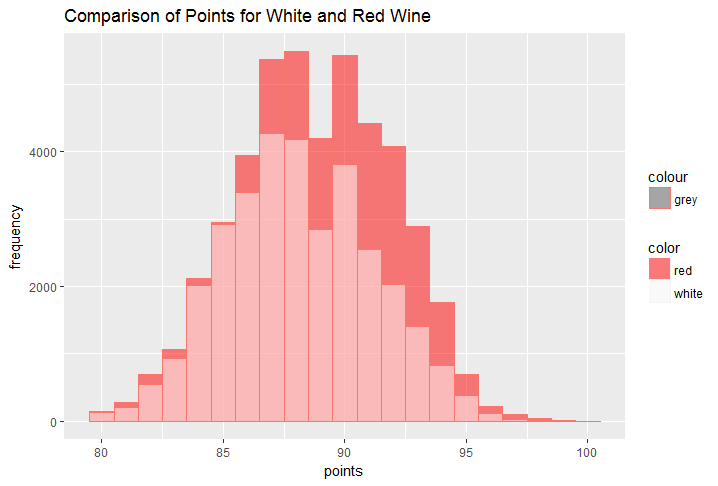 Comparison of Points for White and Red Wine
frequency
4000
2000
0
80
85
90
95
100
points
colour
grey
color
red
white